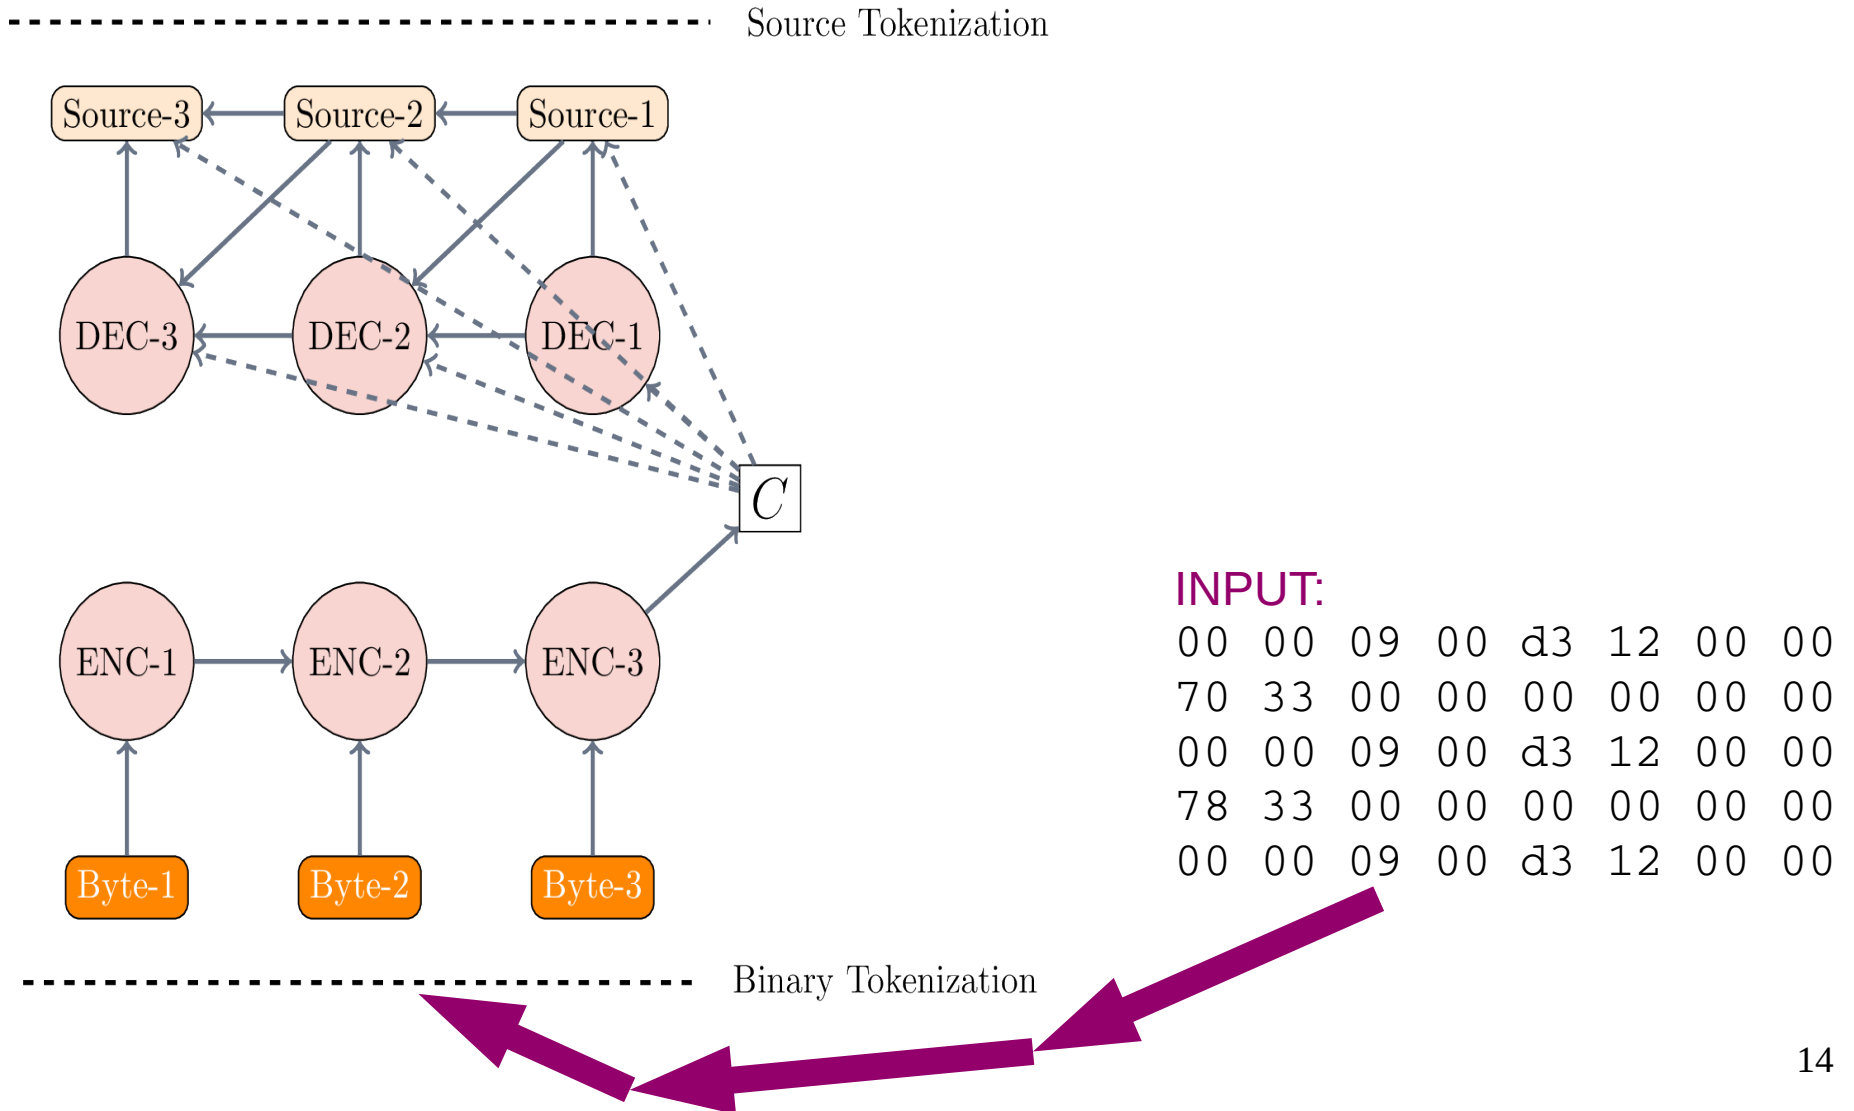 Source Tokenization
Source-3 Source-2 Source-1
DEC-3 DEC-2 DEC-1
C
ENC-1 ENC-2 ENC-3
Byte-1 Byte-2 Byte-3
Binary Tokenization
INPUT:
00 00 09 00 d3 12 00 00
70 33 00 00 00 00 00 00
00 00 09 00 d3 12 00 00
78 33 00 00 00 00 00 00
00 00 09 00 d3 12 00 00
14